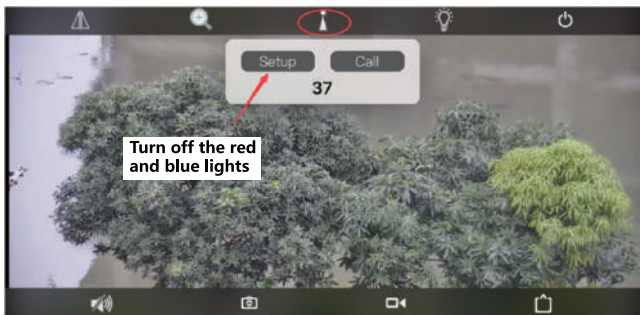 Setup
Call
37
Turn off the red
and blue lights